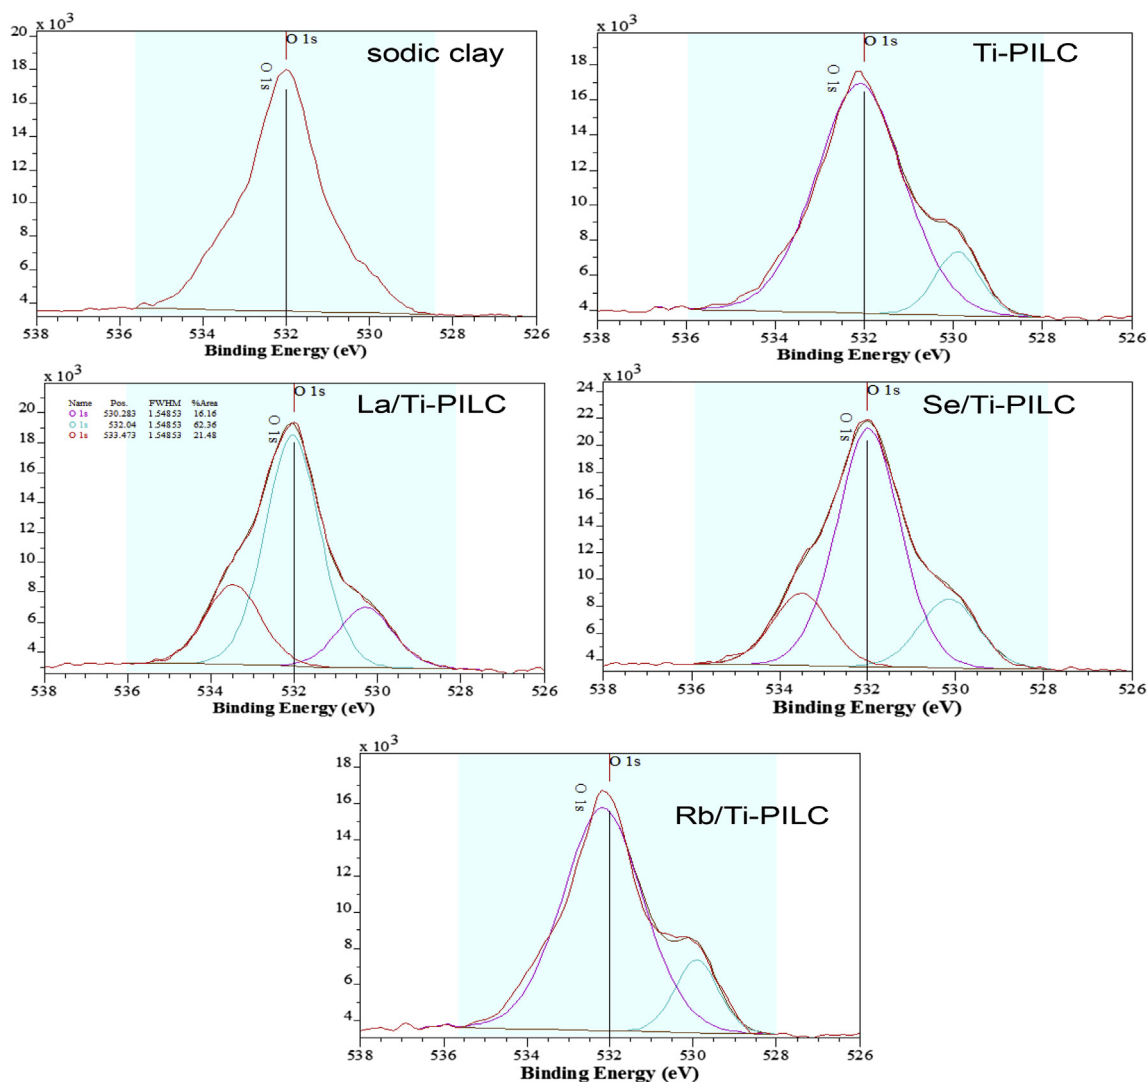 x 10³
O 1s
sodic clay
O 1s
20
18
16
14
12
10
8
6
4
538 536 534 532 530 528 526
Binding Energy (eV)
x 10³
O 1s
Ti-PILC
O 1s
18
16
14
12
10
8
6
4
538 536 534 532 530 528 526
Binding Energy (eV)
x 10³
O 1s
La/Ti-PILC
Name Pos. FWHM %Area
O 1s 530.283 1.54853 16.16
O 1s 532.04 1.54853 62.36
O 1s 533.473 1.54853 21.48
O 1s
20
18
16
14
12
10
8
6
4
538 536 534 532 530 528 526
Binding Energy (eV)
x 10³
O 1s
Se/Ti-PILC
O 1s
24
22
20
18
16
14
12
10
8
6
4
538 536 534 532 530 528 526
Binding Energy (eV)
x 10³
O 1s
Rb/Ti-PILC
O 1s
18
16
14
12
10
8
6
4
538 536 534 532 530 528 526
Binding Energy (eV)